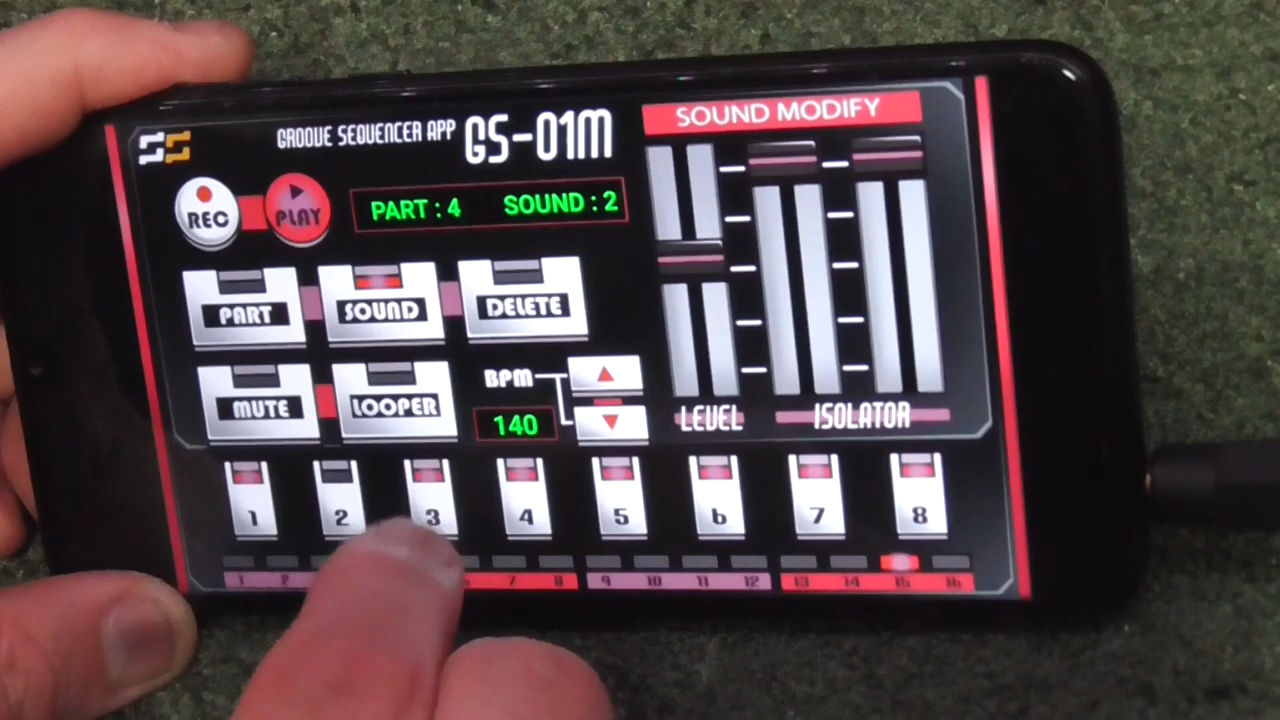 GROOVE SEQUENCER APP GS-01M
SOUND MODIFY
REC PLAY PART : 4 SOUND : 2
PART SOUND DELETE
MUTE LOOPER BPM
140
LEVEL ISOLATOR
1 2 3 4 5 6 7 8
1 2 7 8 9 10 11 12 13 14 15 16